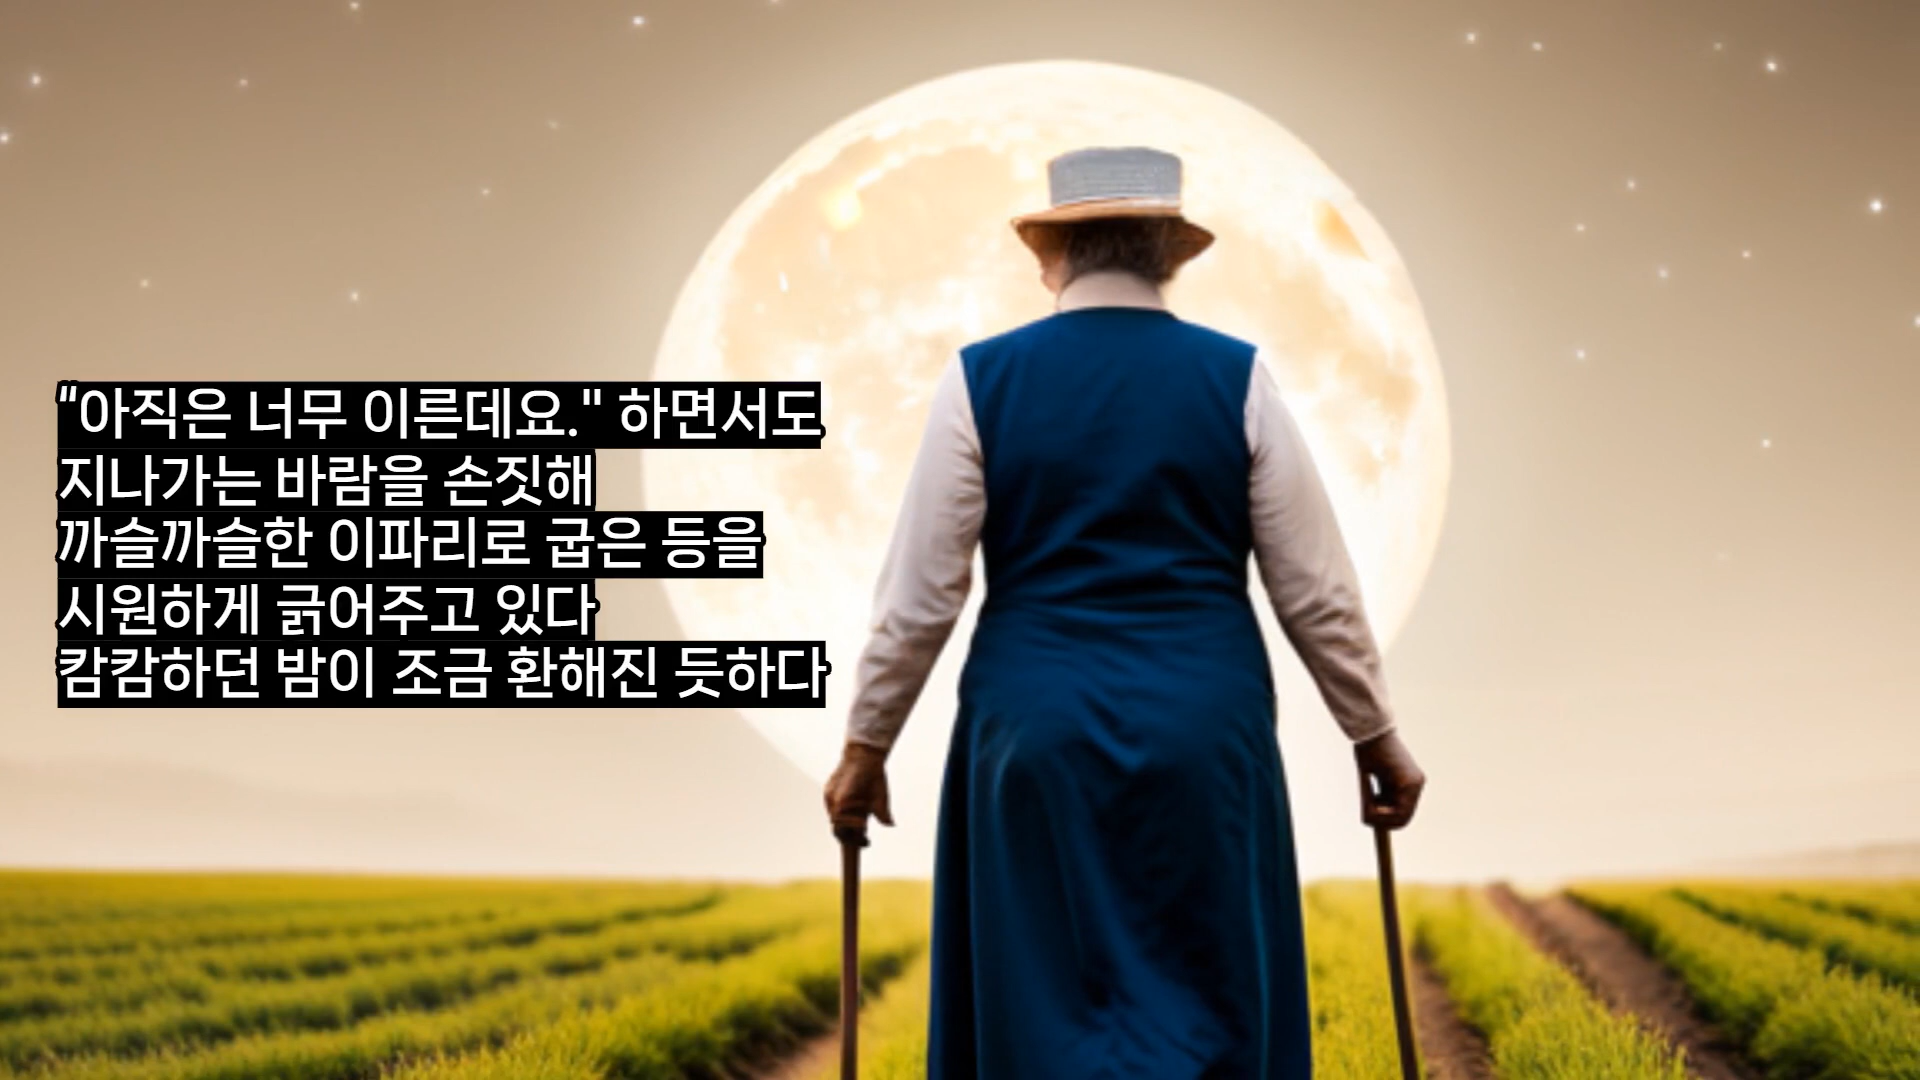 “아직은 너무 이른데요." 하면서도
지나가는 바람을 손짓해
까슬까슬한 이파리로 굽은 등을
시원하게 긁어주고 있다
캄캄하던 밤이 조금 환해진 듯하다